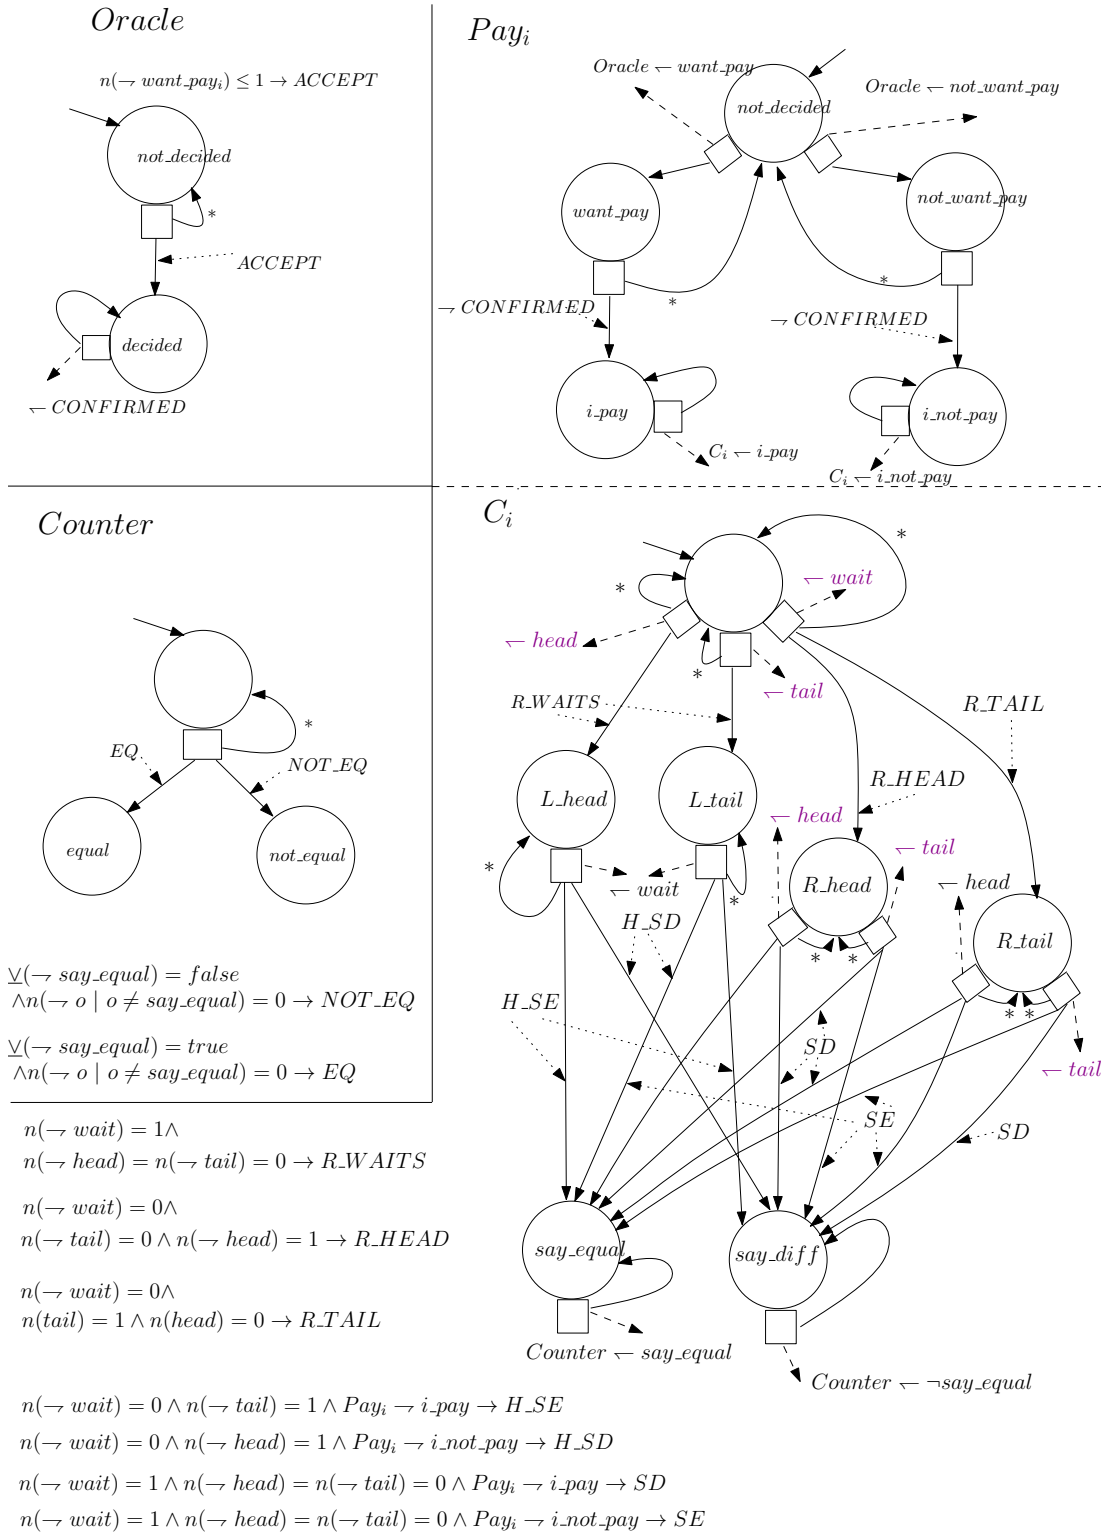 Oracle
n(⇁ want_pay_i) ≤ 1 → ACCEPT
not_decided
*
ACCEPT
decided
↽ CONFIRMED
Pay_i
Oracle ↽ want_pay
Oracle ↽ not_want_pay
not_decided
want_pay
not_want_pay
*
*
⇁ CONFIRMED
⇁ CONFIRMED
i_pay
i_not_pay
C_i ↽ i_pay
C_i ↽ i_not_pay
Counter
*
EQ
NOT_EQ
equal
not_equal
⊻(⇁ say_equal) = false
∧n(⇁ o | o ≠ say_equal) = 0 → NOT_EQ
⊻(⇁ say_equal) = true
∧n(⇁ o | o ≠ say_equal) = 0 → EQ
C_i
*
*
↽ wait
↽ head
*
↽ tail
R_WAITS
R_TAIL
R_HEAD
L_head
L_tail
↽ head
↽ tail
*
↽ wait
*
R_head
↽ head
R_tail
H_SD
* *
* *
H_SE
SD
↽ tail
SE
SD
say_equal
say_diff
Counter ↽ say_equal
Counter ↽ ¬say_equal
n(⇁ wait) = 1∧
n(⇁ head) = n(⇁ tail) = 0 → R_WAITS
n(⇁ wait) = 0∧
n(⇁ tail) = 0 ∧ n(⇁ head) = 1 → R_HEAD
n(⇁ wait) = 0∧
n(tail) = 1 ∧ n(head) = 0 → R_TAIL
n(⇁ wait) = 0 ∧ n(⇁ tail) = 1 ∧ Pay_i ⇁ i_pay → H_SE
n(⇁ wait) = 0 ∧ n(⇁ head) = 1 ∧ Pay_i ⇁ i_not_pay → H_SD
n(⇁ wait) = 1 ∧ n(⇁ head) = n(⇁ tail) = 0 ∧ Pay_i ⇁ i_pay → SD
n(⇁ wait) = 1 ∧ n(⇁ head) = n(⇁ tail) = 0 ∧ Pay_i ⇁ i_not_pay → SE